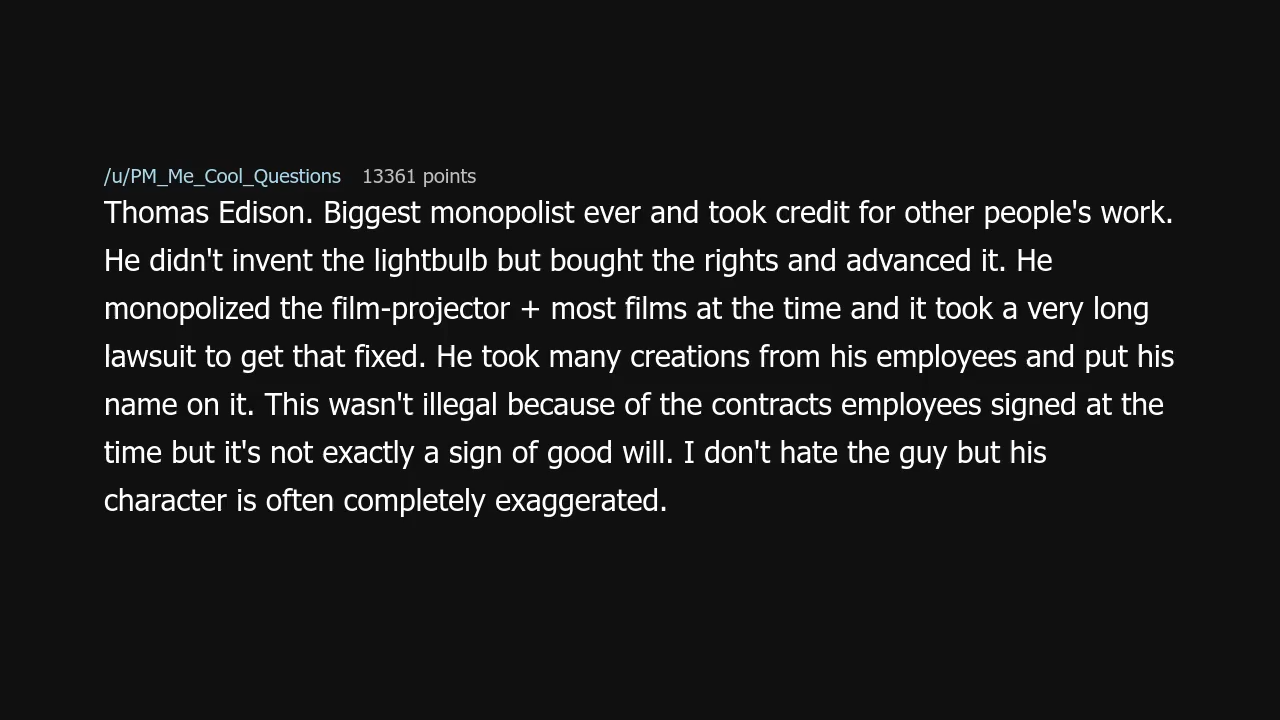 /u/PM_Me_Cool_Questions 13361 points
Thomas Edison. Biggest monopolist ever and took credit for other people's work.
He didn't invent the lightbulb but bought the rights and advanced it. He
monopolized the film-projector + most films at the time and it took a very long
lawsuit to get that fixed. He took many creations from his employees and put his
name on it. This wasn't illegal because of the contracts employees signed at the
time but it's not exactly a sign of good will. I don't hate the guy but his
character is often completely exaggerated.